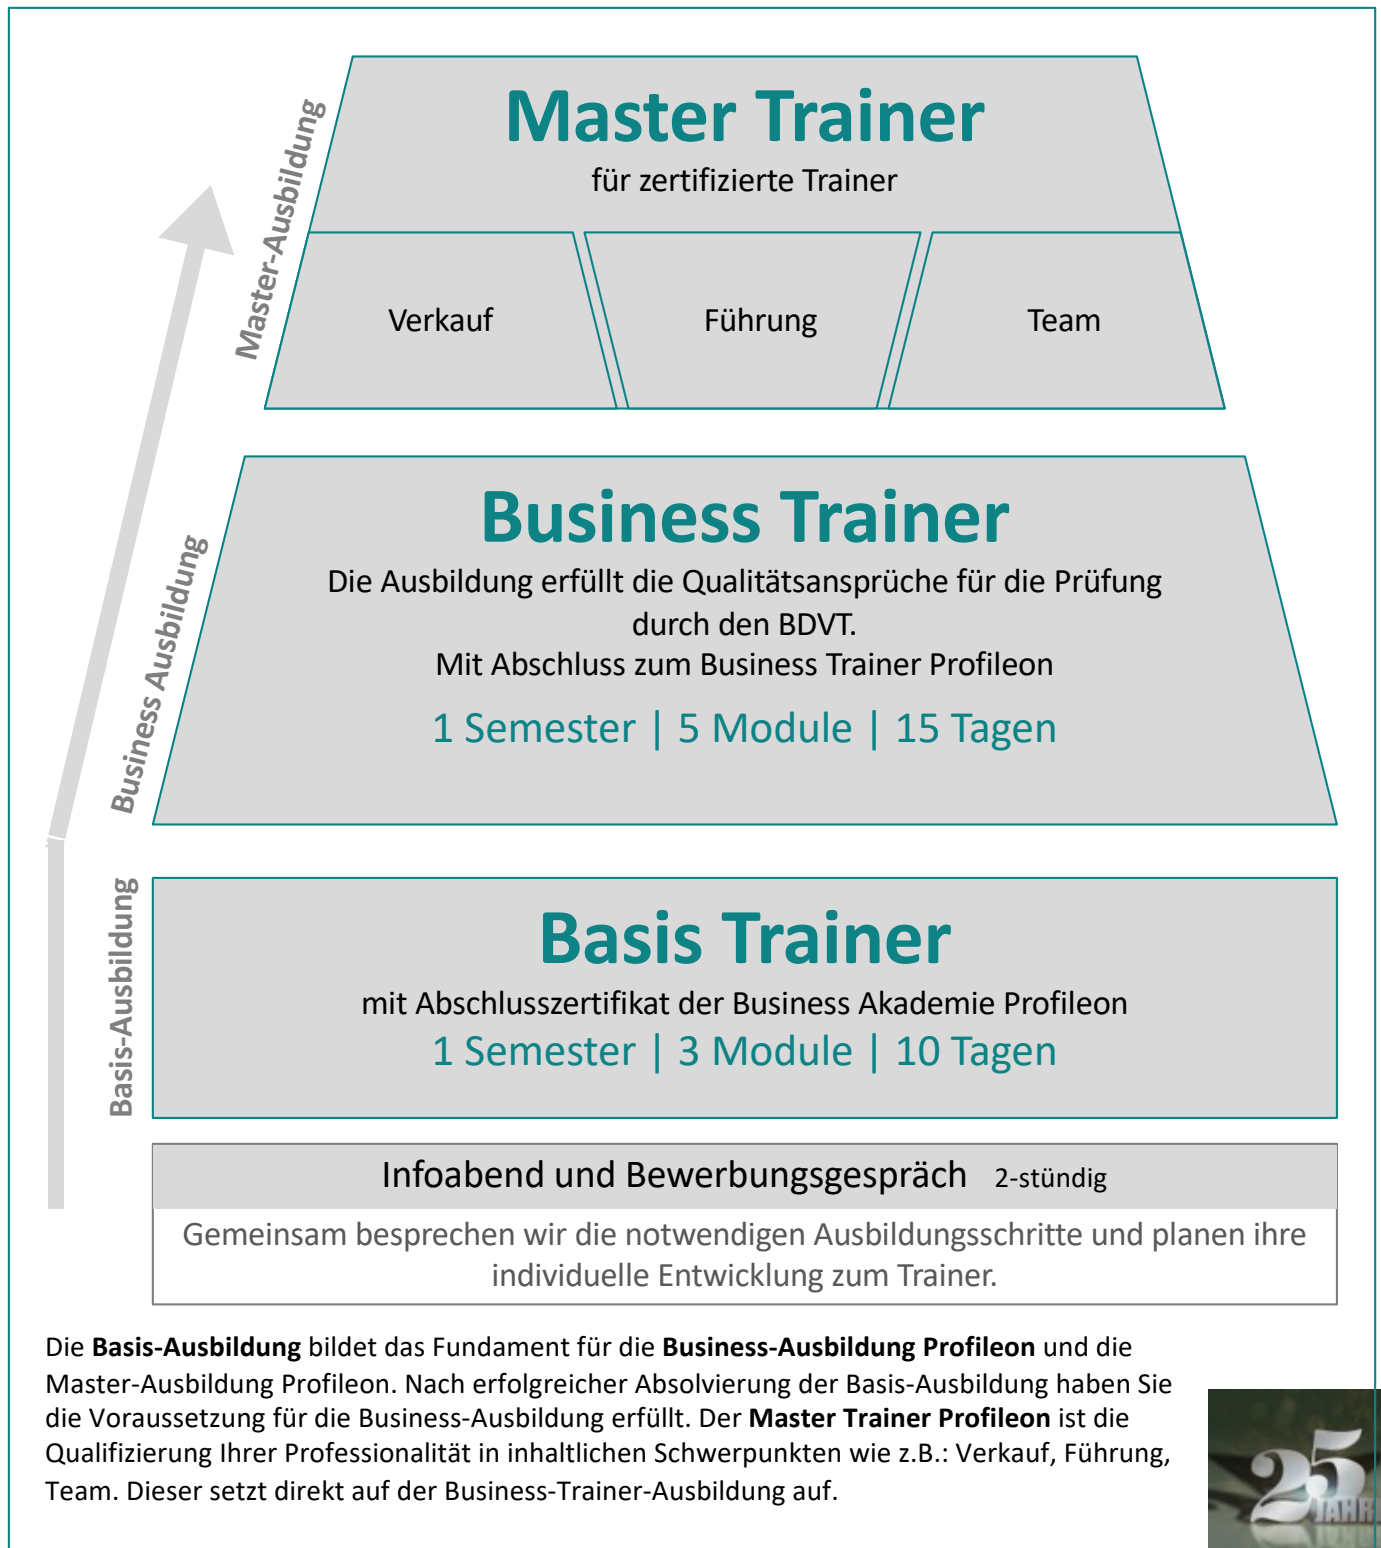 Master-Ausbildung
Master Trainer
für zertifizierte Trainer
Verkauf
Führung
Team
Business Ausbildung
Business Trainer
Die Ausbildung erfüllt die Qualitätsansprüche für die Prüfung
durch den BDVT.
Mit Abschluss zum Business Trainer Profileon
1 Semester | 5 Module | 15 Tagen
Basis-Ausbildung
Basis Trainer
mit Abschlusszertifikat der Business Akademie Profileon
1 Semester | 3 Module | 10 Tagen
Infoabend und Bewerbungsgespräch 2-stündig
Gemeinsam besprechen wir die notwendigen Ausbildungsschritte und planen ihre
individuelle Entwicklung zum Trainer.
Die Basis-Ausbildung bildet das Fundament für die Business-Ausbildung Profileon und die
Master-Ausbildung Profileon. Nach erfolgreicher Absolvierung der Basis-Ausbildung haben Sie
die Voraussetzung für die Business-Ausbildung erfüllt. Der Master Trainer Profileon ist die
Qualifizierung Ihrer Professionalität in inhaltlichen Schwerpunkten wie z.B.: Verkauf, Führung,
Team. Dieser setzt direkt auf der Business-Trainer-Ausbildung auf.
25
JAHR